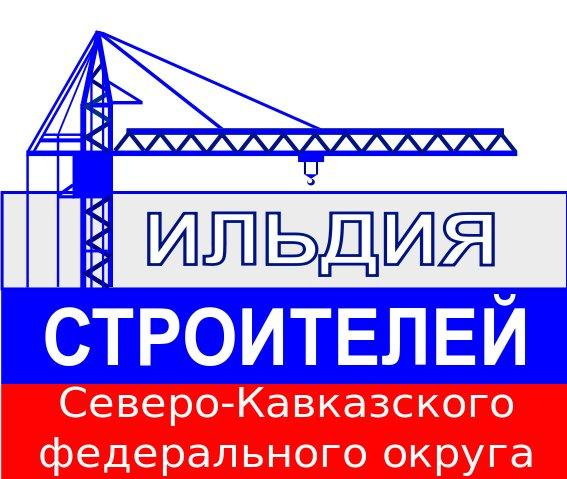 ИЛЬДИЯ
СТРОИТЕЛЕЙ
Северо-Кавказского
федерального округа